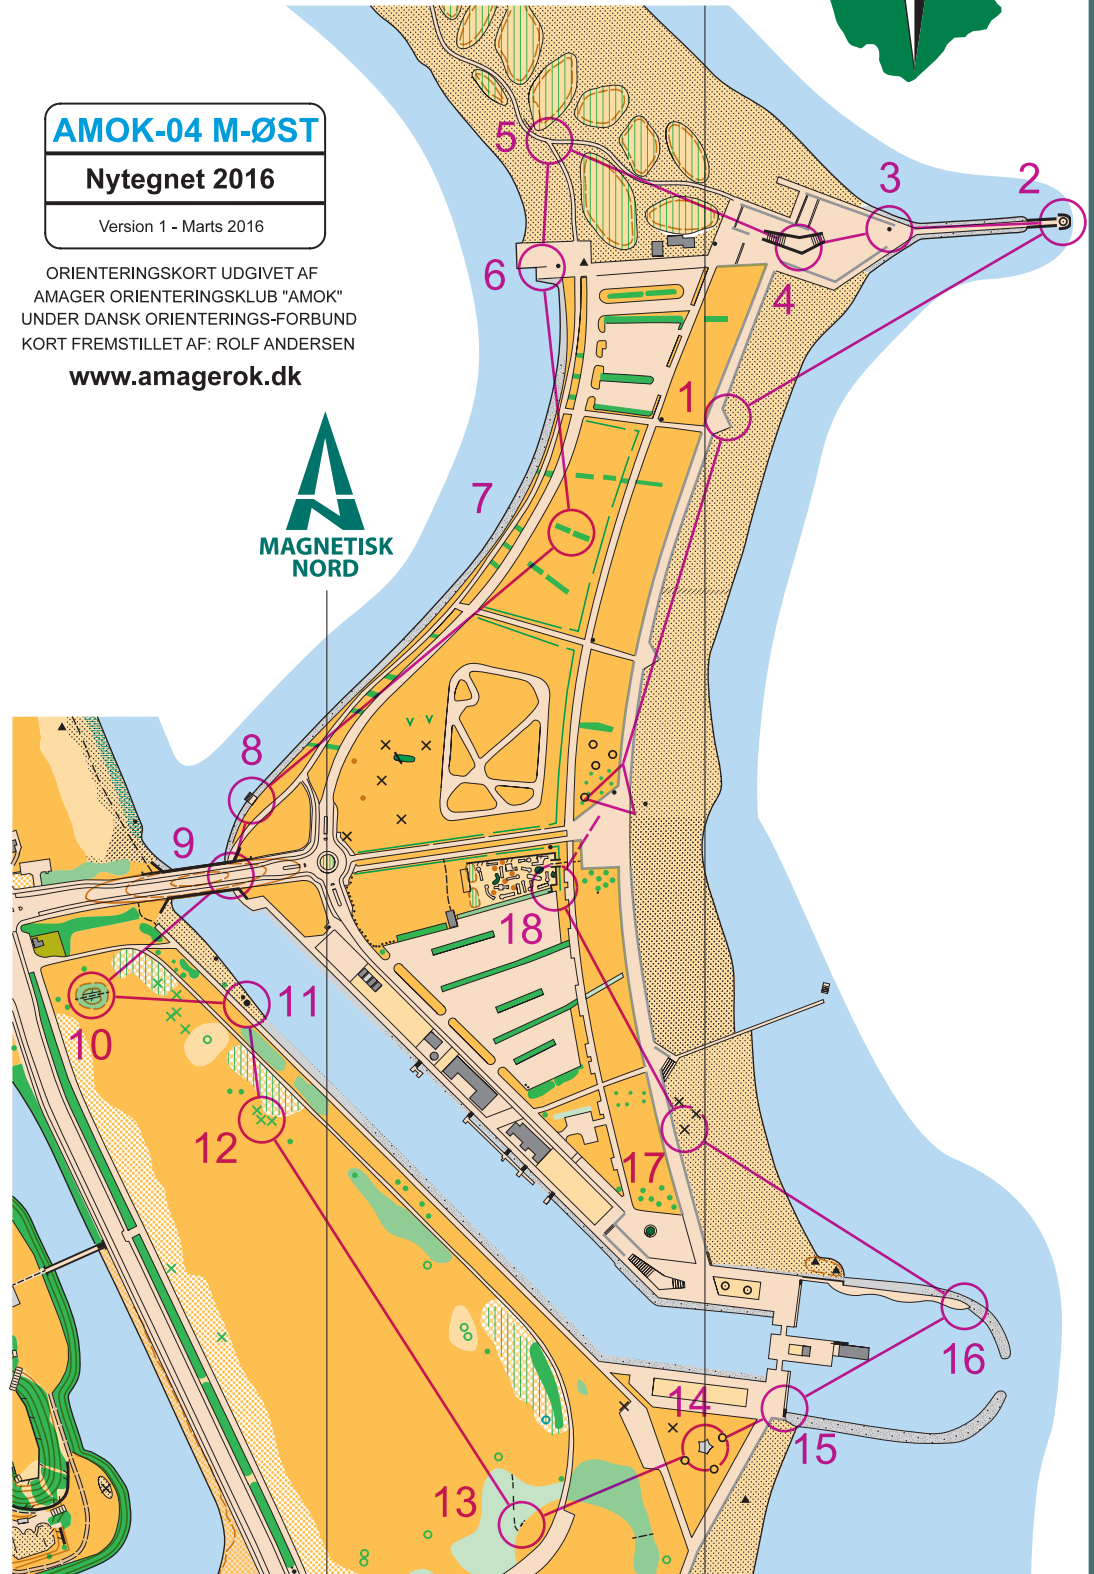 AMOK-04 M-ØST
Nytegnet 2016
Version 1 - Marts 2016
ORIENTERINGSKORT UDGIVET AF
AMAGER ORIENTERINGSKLUB "AMOK"
UNDER DANSK ORIENTERINGS-FORBUND
KORT FREMSTILLET AF: ROLF ANDERSEN
www.amagerok.dk
MAGNETISK
NORD
5
3
2
6
4
1
7
8
9
18
10
11
12
17
16
14
15
13